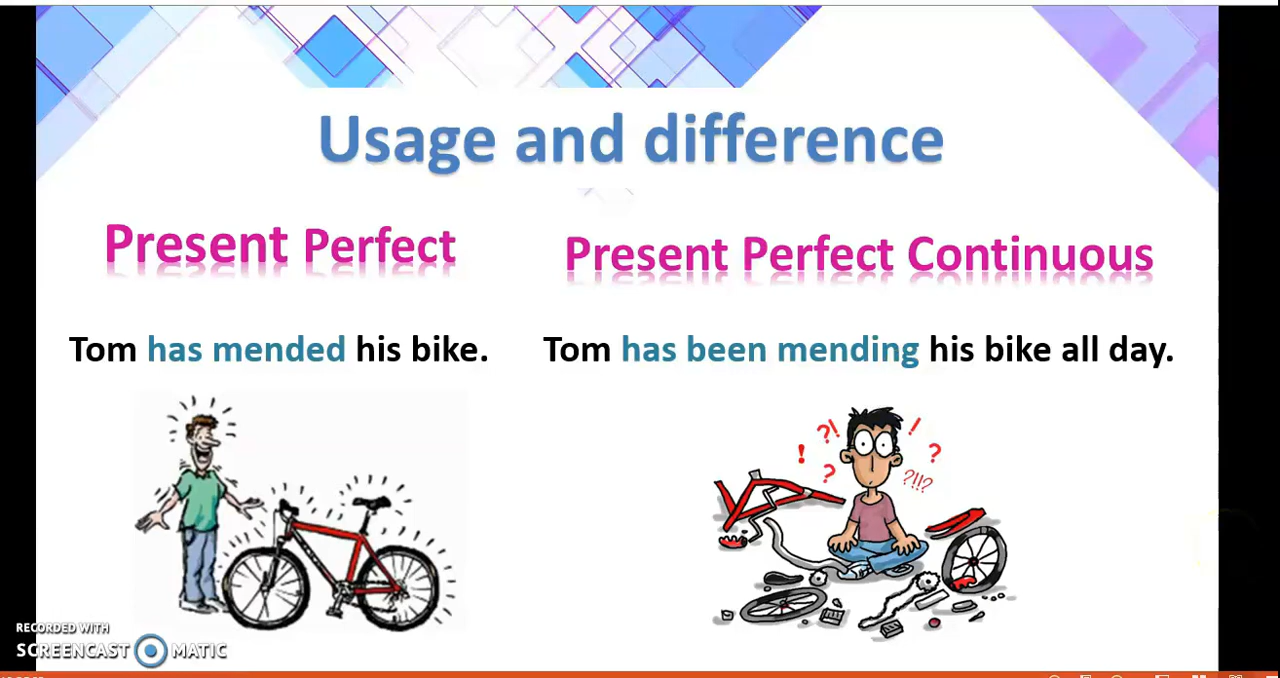 Usage and difference
Present Perfect
Present Perfect Continuous
Tom has mended his bike.
Tom has been mending his bike all day.
?! ! ! ? ? ?!!?
RECORDED WITH
SCREENCAST MATIC